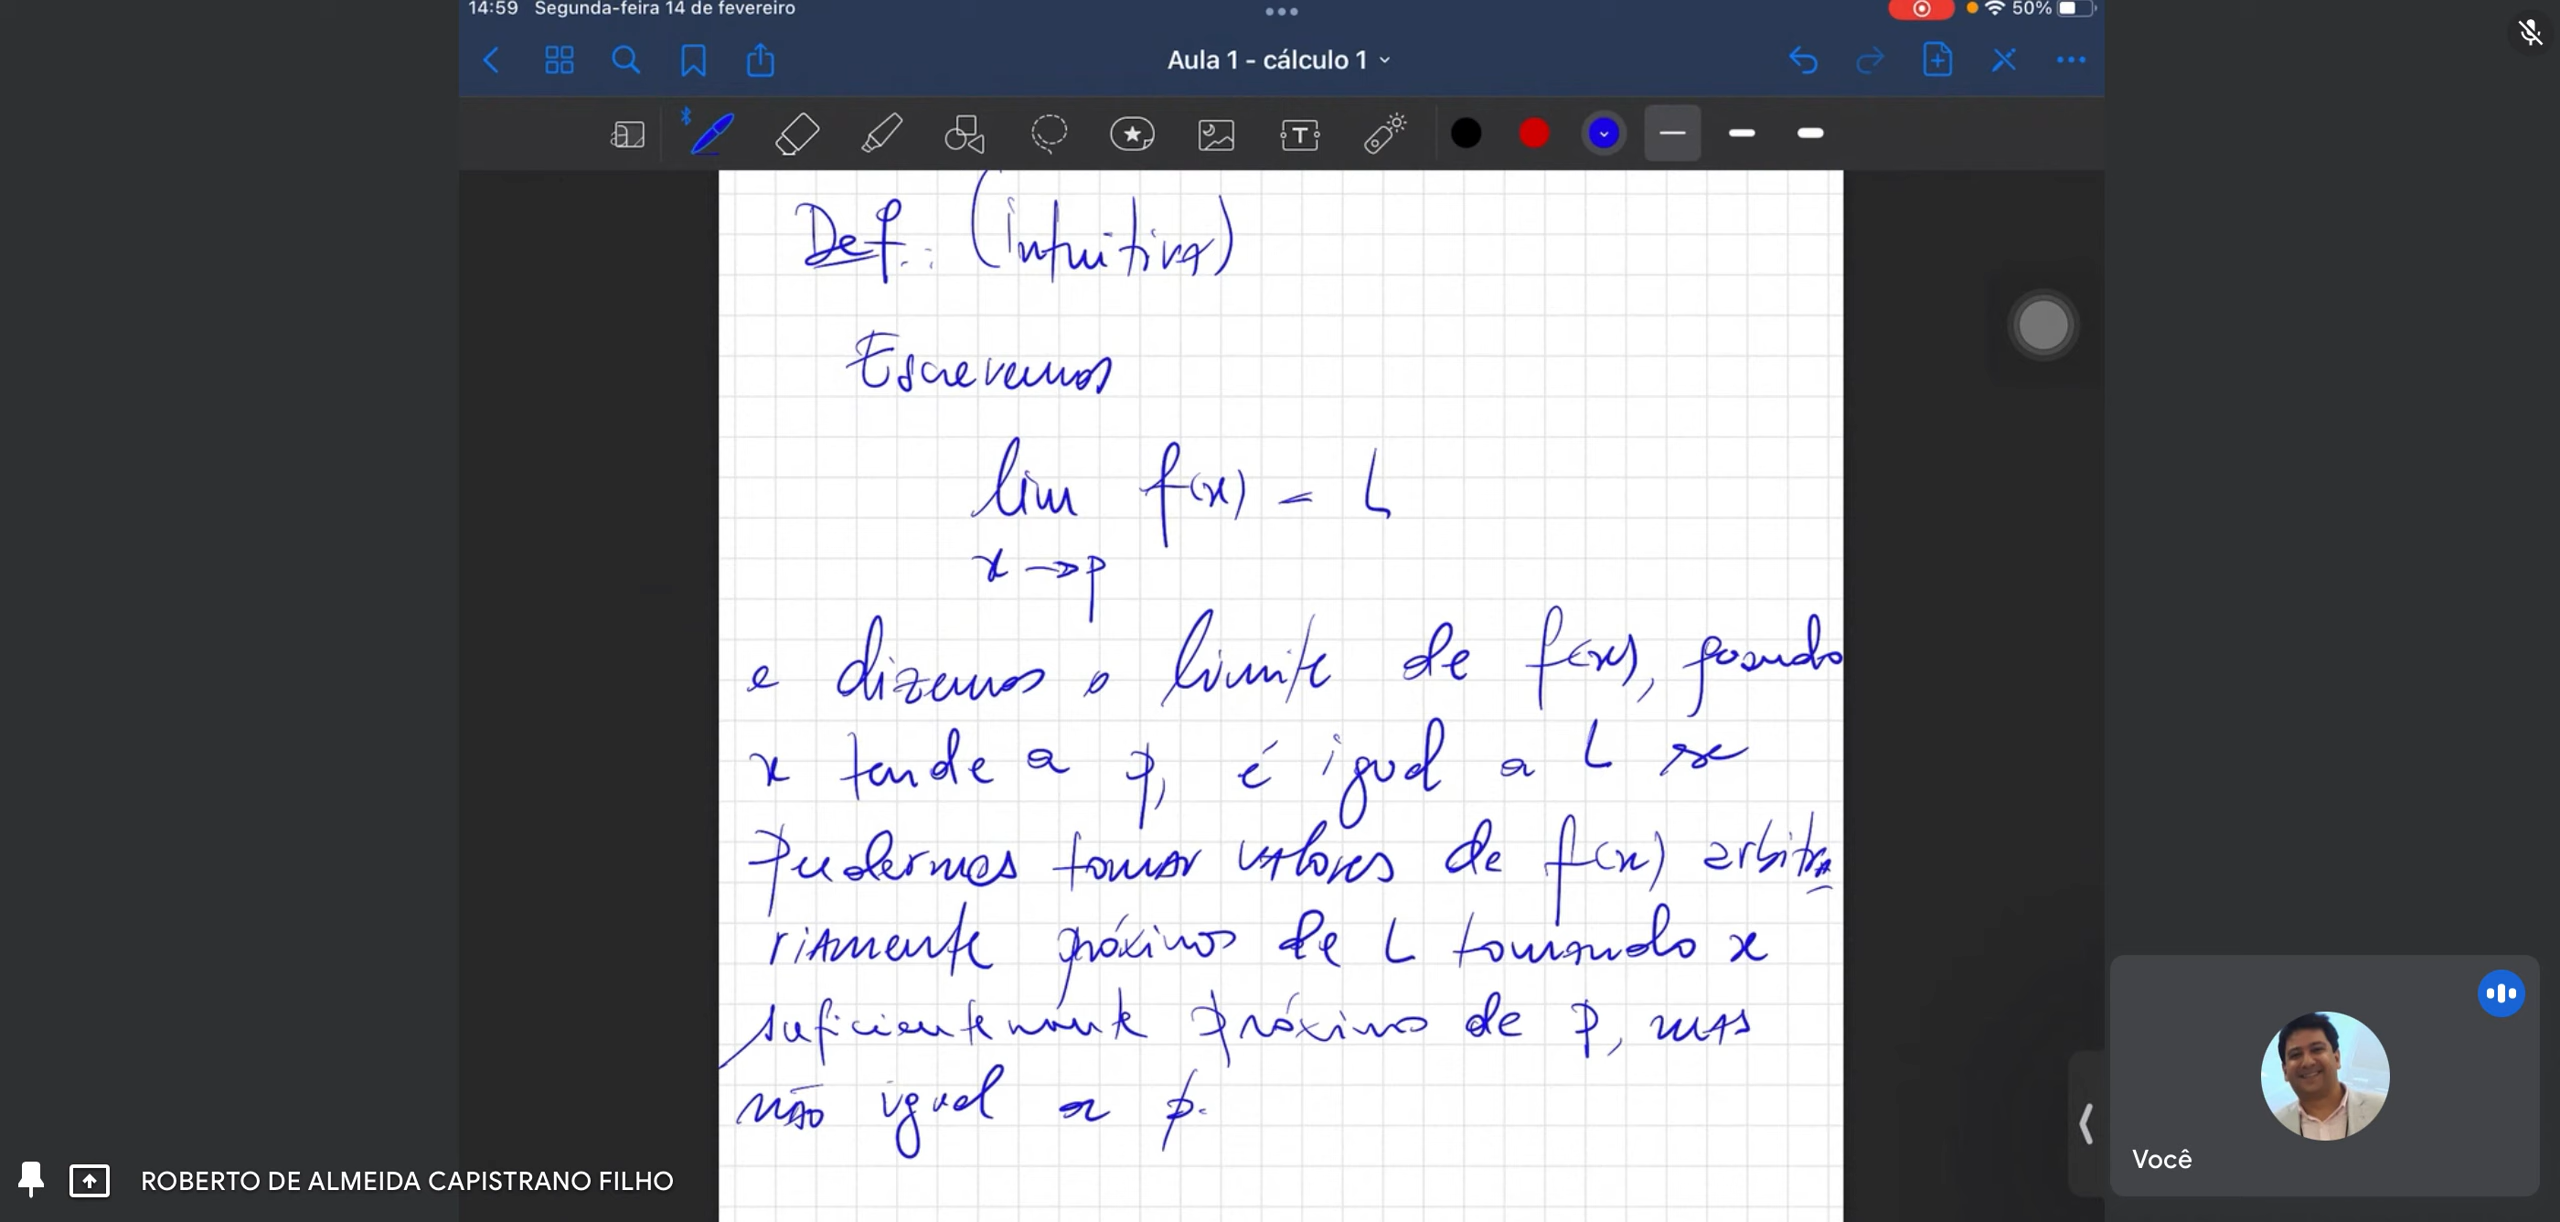 14:59 Segunda-feira 14 de fevereiro
50%
Aula 1 - cálculo 1
Def.: (intuitiva)
Escrevemos
lim f(x) = L
x → p
e dizemos o limite de f(x), quando
x tende a p, é igual a L se
pudermos tomar valores de f(x) arbitra
riamente próximos de L tomando x
suficientemente próximo de p, mas
não igual a p.
ROBERTO DE ALMEIDA CAPISTRANO FILHO
Você